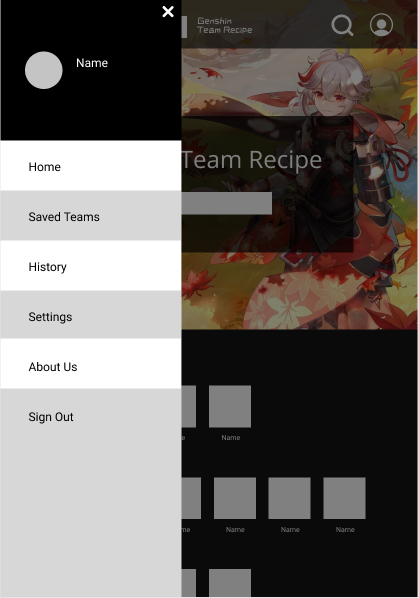 Genshin
Team Recipe
Name
Team Recipe
Home
Saved Teams
History
Settings
About Us
Sign Out
Name
Name
Name
Name